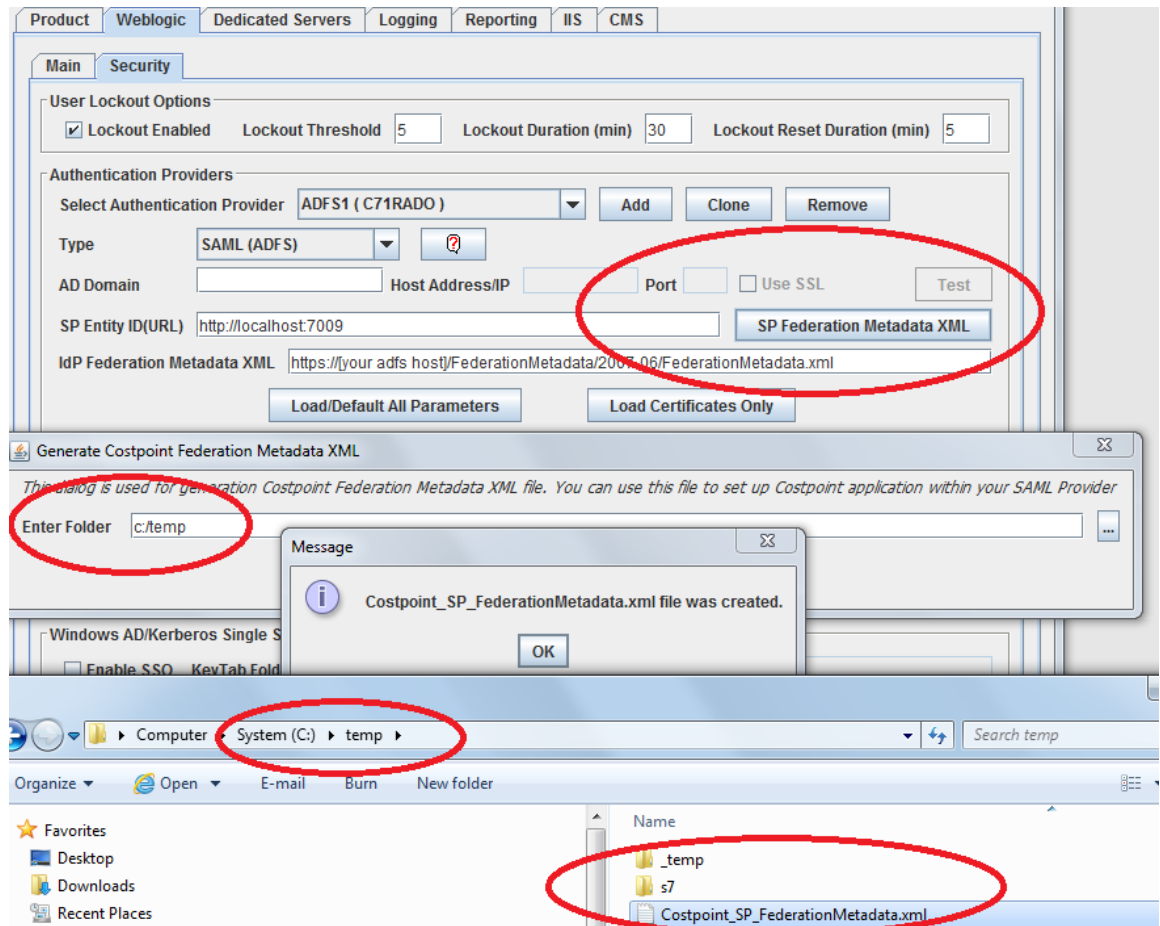 Product Weblogic Dedicated Servers Logging Reporting IIS CMS
Main Security
User Lockout Options
Lockout Enabled Lockout Threshold 5 Lockout Duration (min) 30 Lockout Reset Duration (min) 5
Authentication Providers
Select Authentication Provider ADFS1 ( C71RADO ) Add Clone Remove
Type SAML (ADFS)
AD Domain Host Address/IP Port Use SSL Test
SP Entity ID(URL) http://localhost:7009 SP Federation Metadata XML
IdP Federation Metadata XML https://[your adfs host]/FederationMetadata/2007-06/FederationMetadata.xml
Load/Default All Parameters Load Certificates Only
Generate Costpoint Federation Metadata XML
This dialog is used for generation Costpoint Federation Metadata XML file. You can use this file to set up Costpoint application within your SAML Provider
Enter Folder c:/temp ...
Message
Costpoint_SP_FederationMetadata.xml file was created.
OK
Windows AD/Kerberos Single S
Enable SSO KeyTab Fold
Computer System (C:) temp Search temp
Organize Open E-mail Burn New folder
Favorites Name
Desktop _temp
Downloads s7
Recent Places Costpoint_SP_FederationMetadata.xml